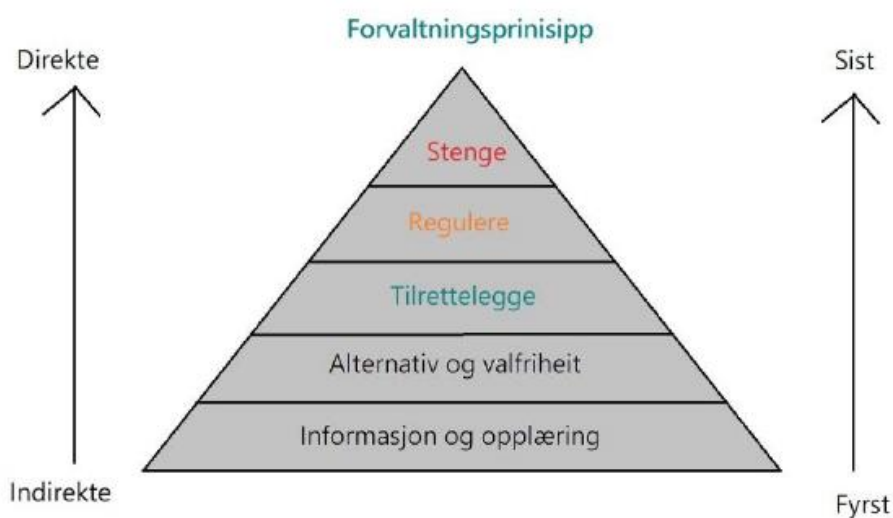 Forvaltningsprinisipp
Direkte
Sist
Stenge
Regulere
Tilrettelegge
Alternativ og valfriheit
Informasjon og opplæring
Indirekte
Fyrst